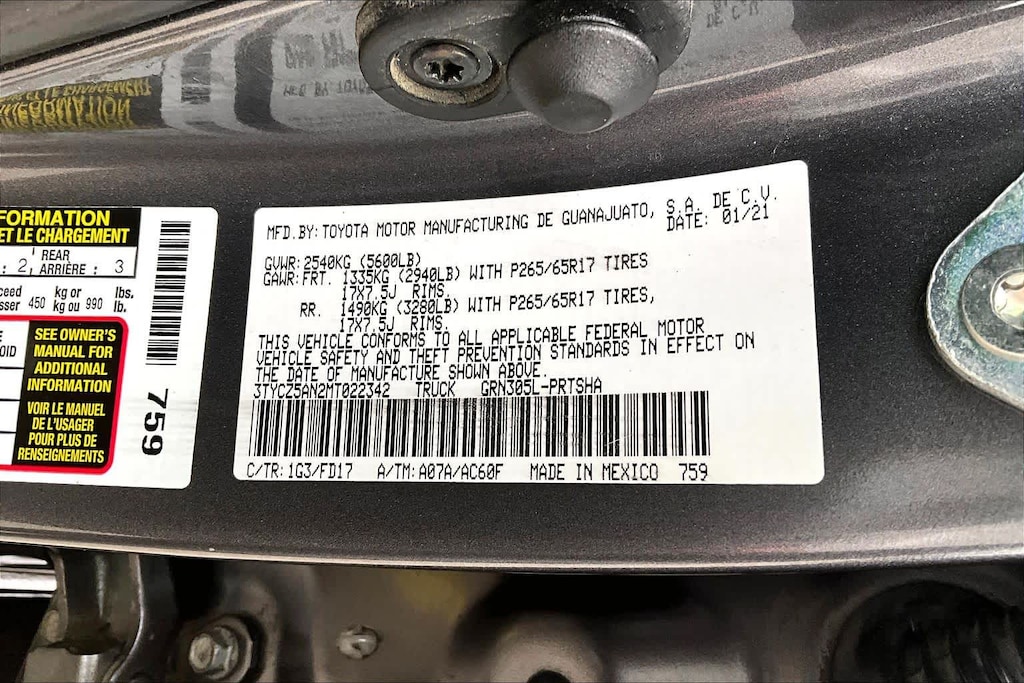 FORMATION
ET LE CHARGEMENT
: 2, REAR ARRIÈRE : 3
kg or lbs.
450 kg ou 990 lb.
SEE OWNER'S
MANUAL FOR
ADDITIONAL
INFORMATION
VOIR LE MANUEL
DE L'USAGER
POUR PLUS DE
RENSEIGNEMENTS
759
MFD. BY: TOYOTA MOTOR MANUFACTURING DE GUANAJUATO, S.A. DE C.V.
DATE: 01/21
GVWR: 2540KG (5600LB)
GAWR: FRT. 1335KG (2940LB) WITH P265/65R17 TIRES
17X7.5J RIMS.
RR. 1490KG (3280LB) WITH P265/65R17 TIRES,
17X7.5J RIMS.
THIS VEHICLE CONFORMS TO ALL APPLICABLE FEDERAL MOTOR
VEHICLE SAFETY AND THEFT PREVENTION STANDARDS IN EFFECT ON
THE DATE OF MANUFACTURE SHOWN ABOVE.
3TYCZ5AN2MT022342 TRUCK GRN305L-PRTSHA
C/TR: 1G3/FD17 A/TM: A07A/AC60F MADE IN MEXICO 759